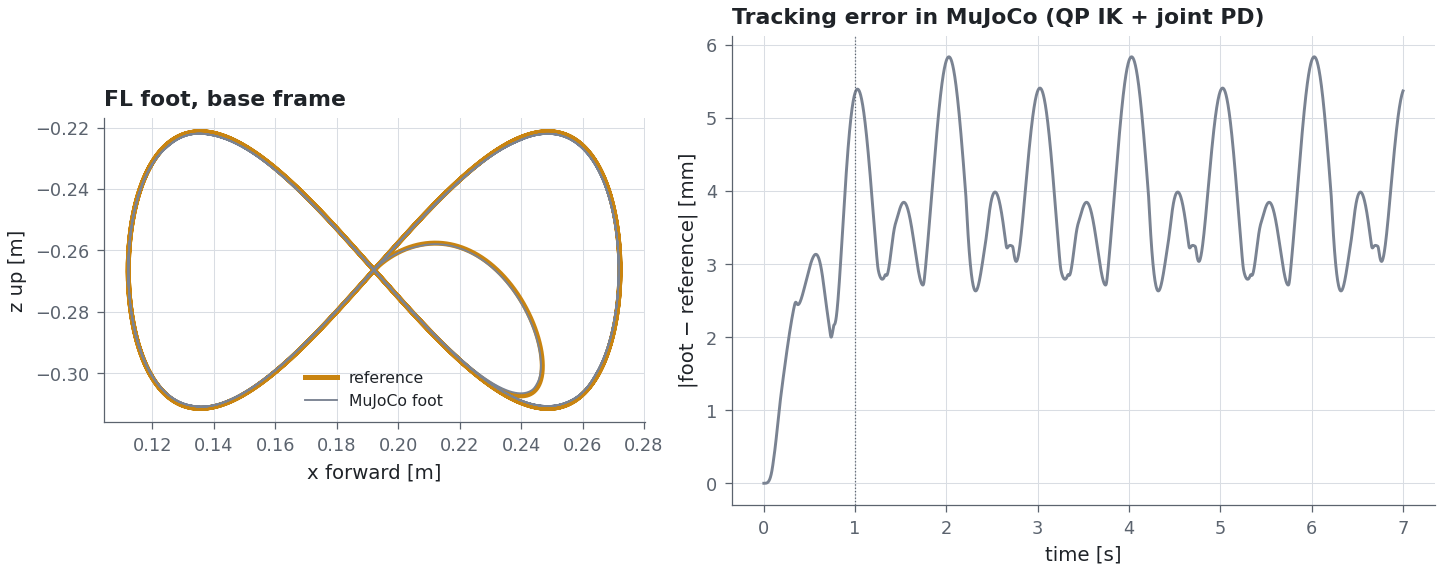 FL foot, base frame
z up [m]
−0.22
−0.24
−0.26
−0.28
−0.30
reference
MuJoCo foot
0.12 0.14 0.16 0.18 0.20 0.22 0.24 0.26 0.28
x forward [m]
Tracking error in MuJoCo (QP IK + joint PD)
|foot − reference| [mm]
6
5
4
3
2
1
0
0 1 2 3 4 5 6 7
time [s]